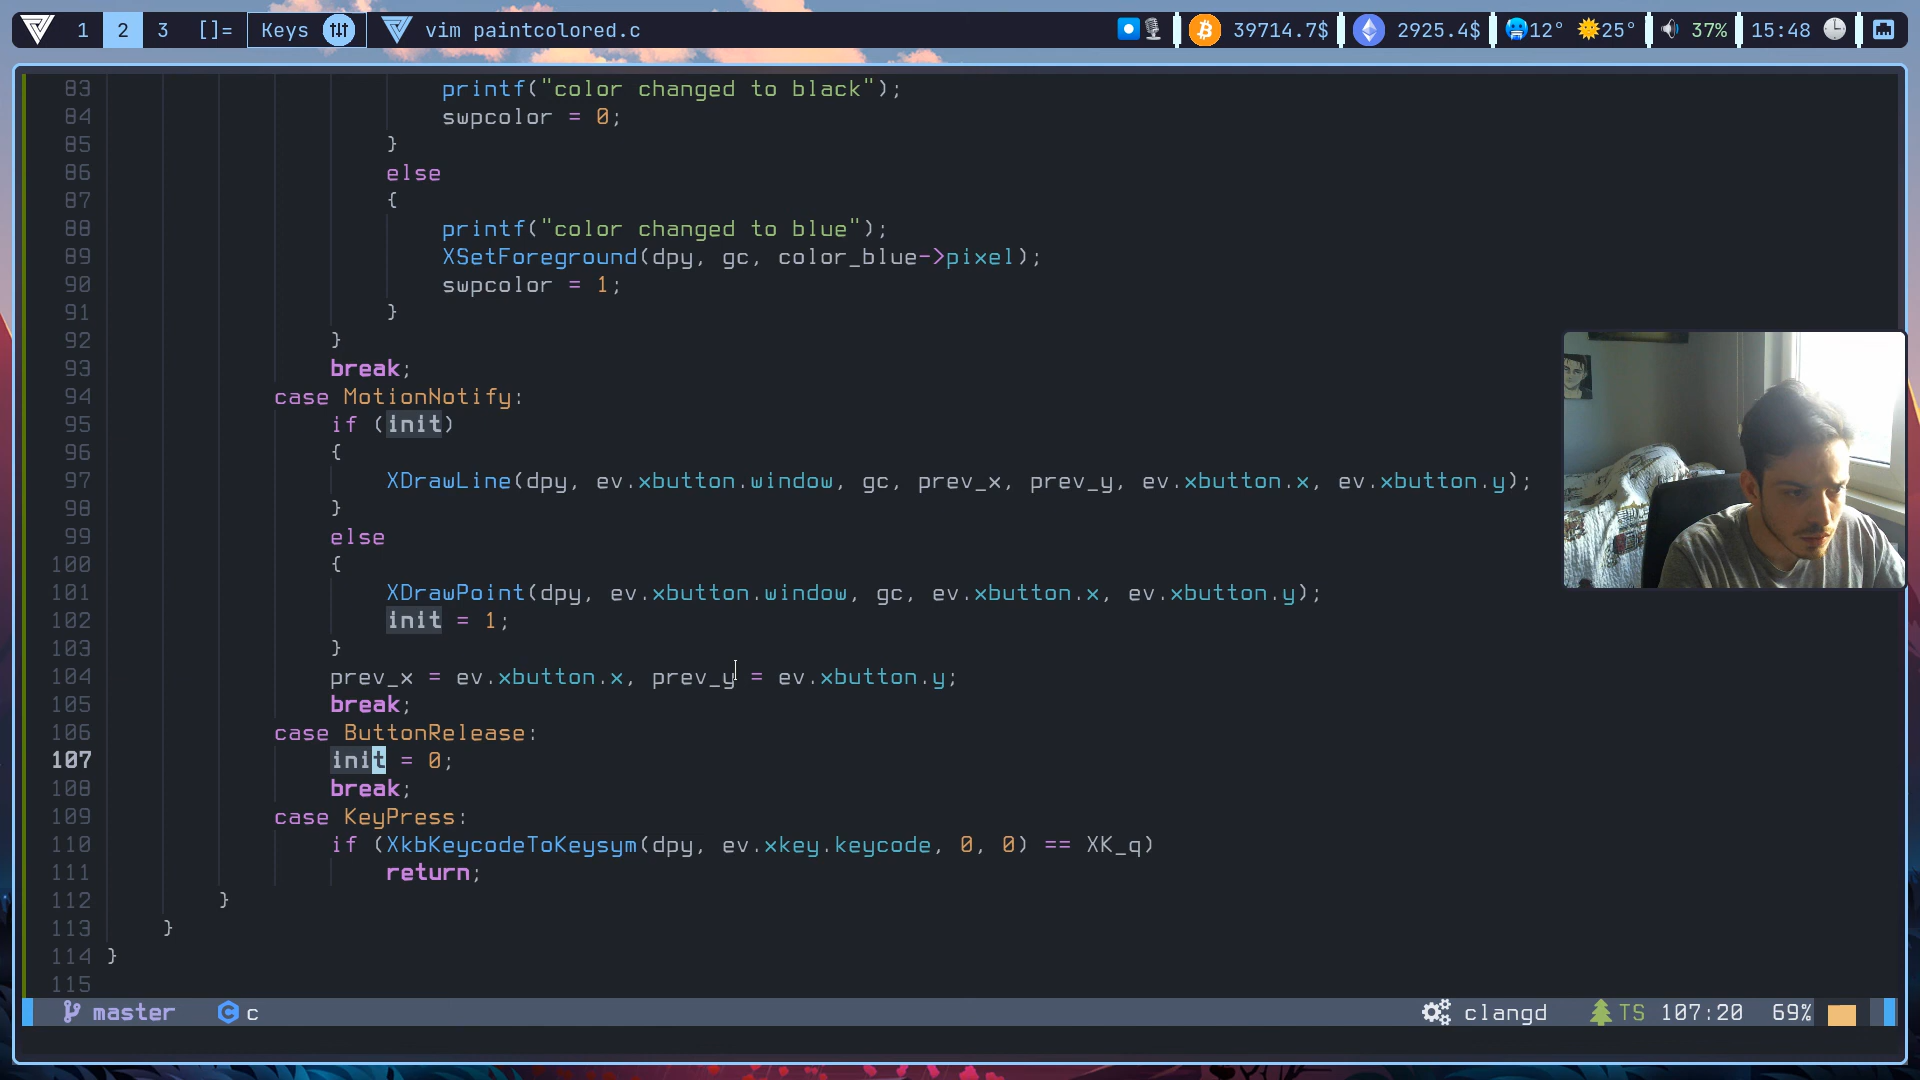 1 2 3 []= Keys vim paintcolored.c 39714.7$ 2925.4$ 12° 25° 37% 15:48
83 printf("color changed to black");
84 swpcolor = 0;
85 }
86 else
87 {
88 printf("color changed to blue");
89 XSetForeground(dpy, gc, color_blue->pixel);
90 swpcolor = 1;
91 }
92 }
93 break;
94 case MotionNotify:
95 if (init)
96 {
97 XDrawLine(dpy, ev.xbutton.window, gc, prev_x, prev_y, ev.xbutton.x, ev.xbutton.y);
98 }
99 else
100 {
101 XDrawPoint(dpy, ev.xbutton.window, gc, ev.xbutton.x, ev.xbutton.y);
102 init = 1;
103 }
104 prev_x = ev.xbutton.x, prev_y = ev.xbutton.y;
105 break;
106 case ButtonRelease:
107 init = 0;
108 break;
109 case KeyPress:
110 if (XkbKeycodeToKeysym(dpy, ev.xkey.keycode, 0, 0) == XK_q)
111 return;
112 }
113 }
114 }
115
master c clangd TS 107:20 69%